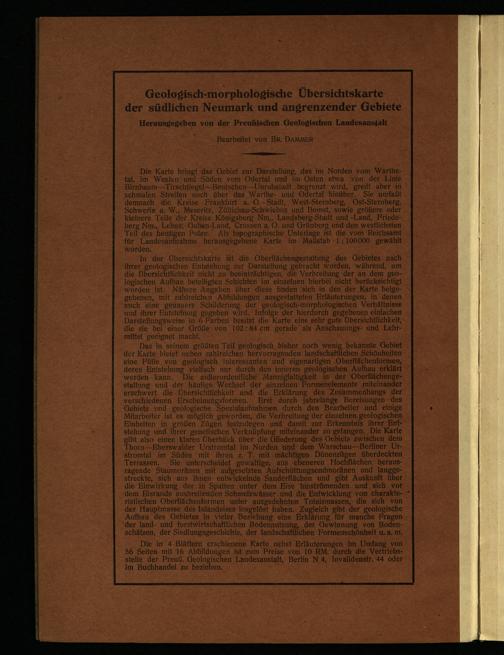 Geologisch-morphologische Übersichtskarte
der südlichen Neumark und angrenzender Gebiete
Herausgegeben von der Preußischen Geologischen Landesanstalt
Bearbeitet von BR. DAMMER
Die Karte bringt das Gebiet zur Darstellung, das im Norden vom Warthe-
tal, im Westen und Süden vom Odertal und im Osten etwa von der Linie
Birnbaum—Tirschtiegel—Bentschen—Unruhstadt begrenzt wird, greift aber in
schmalen Streifen auch über das Warthe- und Odertal hinüber. Sie umfaßt
demnach die Kreise Frankfurt a. O.-Stadt, West-Sternberg, Ost-Sternberg,
Schwerin a. W., Meseritz, Züllichau-Schwiebus und Bomst, sowie größere oder
kleinere Teile der Kreise Königsberg Nm., Landsberg-Stadt und -Land, Friede-
berg Nm., Lebus, Guben-Land, Crossen a. O. und Grünberg und den westlichsten
Teil des heutigen Polen. Als topographische Unterlage ist die vom Reichsamt
für Landesaufnahme herausgegebene Karte im Maßstab 1:100000 gewählt
worden.
In der Übersichtskarte ist die Oberflächengestaltung des Gebietes nach
ihrer geologischen Entstehung zur Darstellung gebracht worden, während, um
die Übersichtlichkeit nicht zu beeinträchtigen, die Verbreitung der an dem geo-
logischen Aufbau beteiligten Schichten im einzelnen hierbei nicht berücksichtigt
worden ist. Nähere Angaben über diese finden sich in den der Karte beige-
gebenen, mit zahlreichen Abbildungen ausgestatteten Erläuterungen, in denen
auch eine genauere Schilderung der geologisch-morphologischen Verhältnisse
und ihrer Entstehung gegeben wird. Infolge der hierdurch gegebenen einfachen
Darstellungsweise in 6 Farben besitzt die Karte eine sehr gute Übersichtlichkeit,
die sie bei einer Größe von 102:84 cm gerade als Anschauungs- und Lehr-
mittel geeignet macht.
Das in seinem größten Teil geologisch bisher noch wenig bekannte Gebiet
der Karte bietet neben zahlreichen hervorragenden landschaftlichen Schönheiten
eine Fülle von geologisch interessanten und eigenartigen Oberflächenformen,
deren Entstehung vielfach nur durch den inneren geologischen Aufbau erklärt
werden kann. Die außerordentliche Mannigfaltigkeit in der Oberflächenge-
staltung und der häufige Wechsel der einzelnen Formenelemente miteinander
erschwert die Übersichtlichkeit und die Erklärung des Zusammenhangs der
verschiedenen Erscheinungsformen. Erst durch jahrelange Bereisungen des
Gebiets und geologische Spezialaufnahmen durch den Bearbeiter und einige
Mitarbeiter ist es möglich geworden, die Verbreitung der einzelnen geologischen
Einheiten in großen Zügen festzulegen und damit zur Erkenntnis ihrer Ent-
stehung und ihrer genetischen Verknüpfung miteinander zu gelangen. Die Karte
gibt also einen klaren Überblick über die Gliederung des Gebiets zwischen dem
Thorn—Eberswalder Urstromtal im Norden und dem Warschau—Berliner Ur-
stromtal im Süden mit ihren z. T. mit mächtigen Dünenzügen überdeckten
Terrassen. Sie unterscheidet gewaltige, aus ebeneren Hochflächen heraus-
ragende Staumoränen mit aufgesetzten Aufschüttungsendmoränen und langge-
streckte, sich aus ihnen entwickelnde Sanderflächen und gibt Auskunft über
die Einwirkung der in Spalten unter dem Eise hinströmenden und sich vor
dem Eisrande ausbreitenden Schmelzwässer und die Entwicklung von charakte-
ristischen Oberflächenformen unter ausgedehnten Toteismassen, die sich von
der Hauptmasse des Inlandeises losgelöst haben. Zugleich gibt der geologische
Aufbau des Gebietes in vieler Beziehung eine Erklärung für manche Fragen
der land- und forstwirtschaftlichen Bodennutzung, der Gewinnung von Boden-
schätzen, der Siedlungsgeschichte, der landschaftlichen Formenschönheit u. a. m.
Die in 4 Blättern erschienene Karte nebst Erläuterungen im Umfang von
56 Seiten mit 16 Abbildungen ist zum Preise von 10 RM. durch die Vertriebs-
stelle der Preuß. Geologischen Landesanstalt, Berlin N 4, Invalidenstr. 44 oder
im Buchhandel zu beziehen.